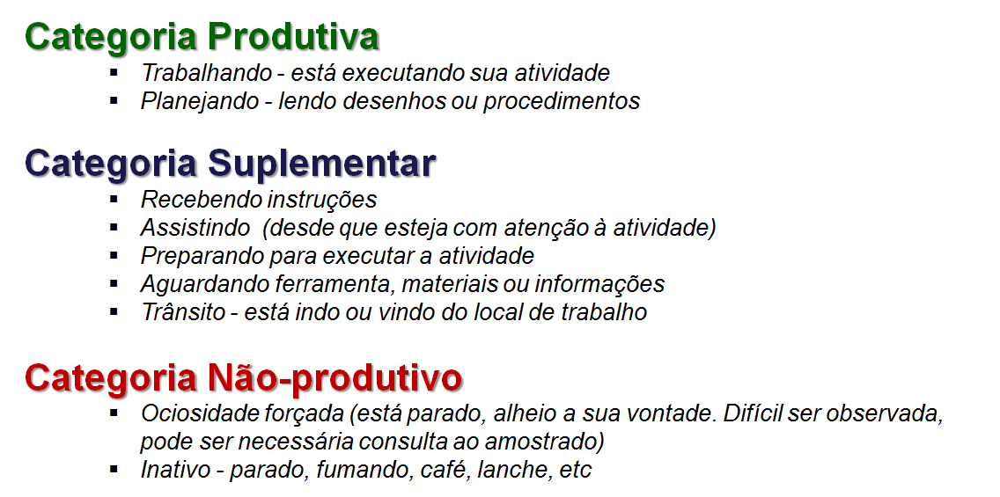 Categoria Produtiva
▪ Trabalhando - está executando sua atividade
▪ Planejando - lendo desenhos ou procedimentos
Categoria Suplementar
▪ Recebendo instruções
▪ Assistindo  (desde que esteja com atenção à atividade)
▪ Preparando para executar a atividade
▪ Aguardando ferramenta, materiais ou informações
▪ Trânsito - está indo ou vindo do local de trabalho
Categoria Não-produtivo
▪ Ociosidade forçada (está parado, alheio a sua vontade. Difícil ser observada,
pode ser necessária consulta ao amostrado)
▪ Inativo - parado, fumando, café, lanche, etc